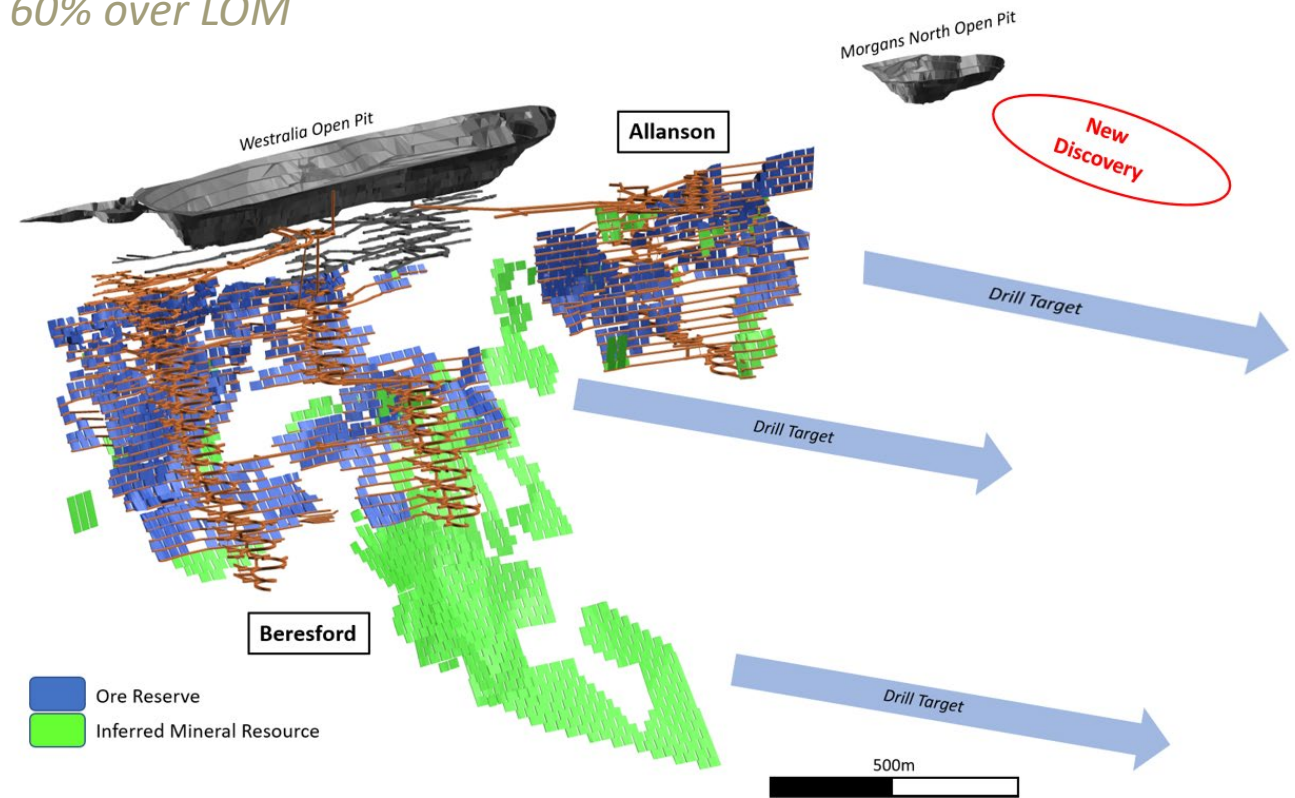 60% over LOM
Morgans North Open Pit
Westralia Open Pit
Allanson
New
Discovery
Drill Target
Drill Target
Beresford
Drill Target
Ore Reserve
Inferred Mineral Resource
500m